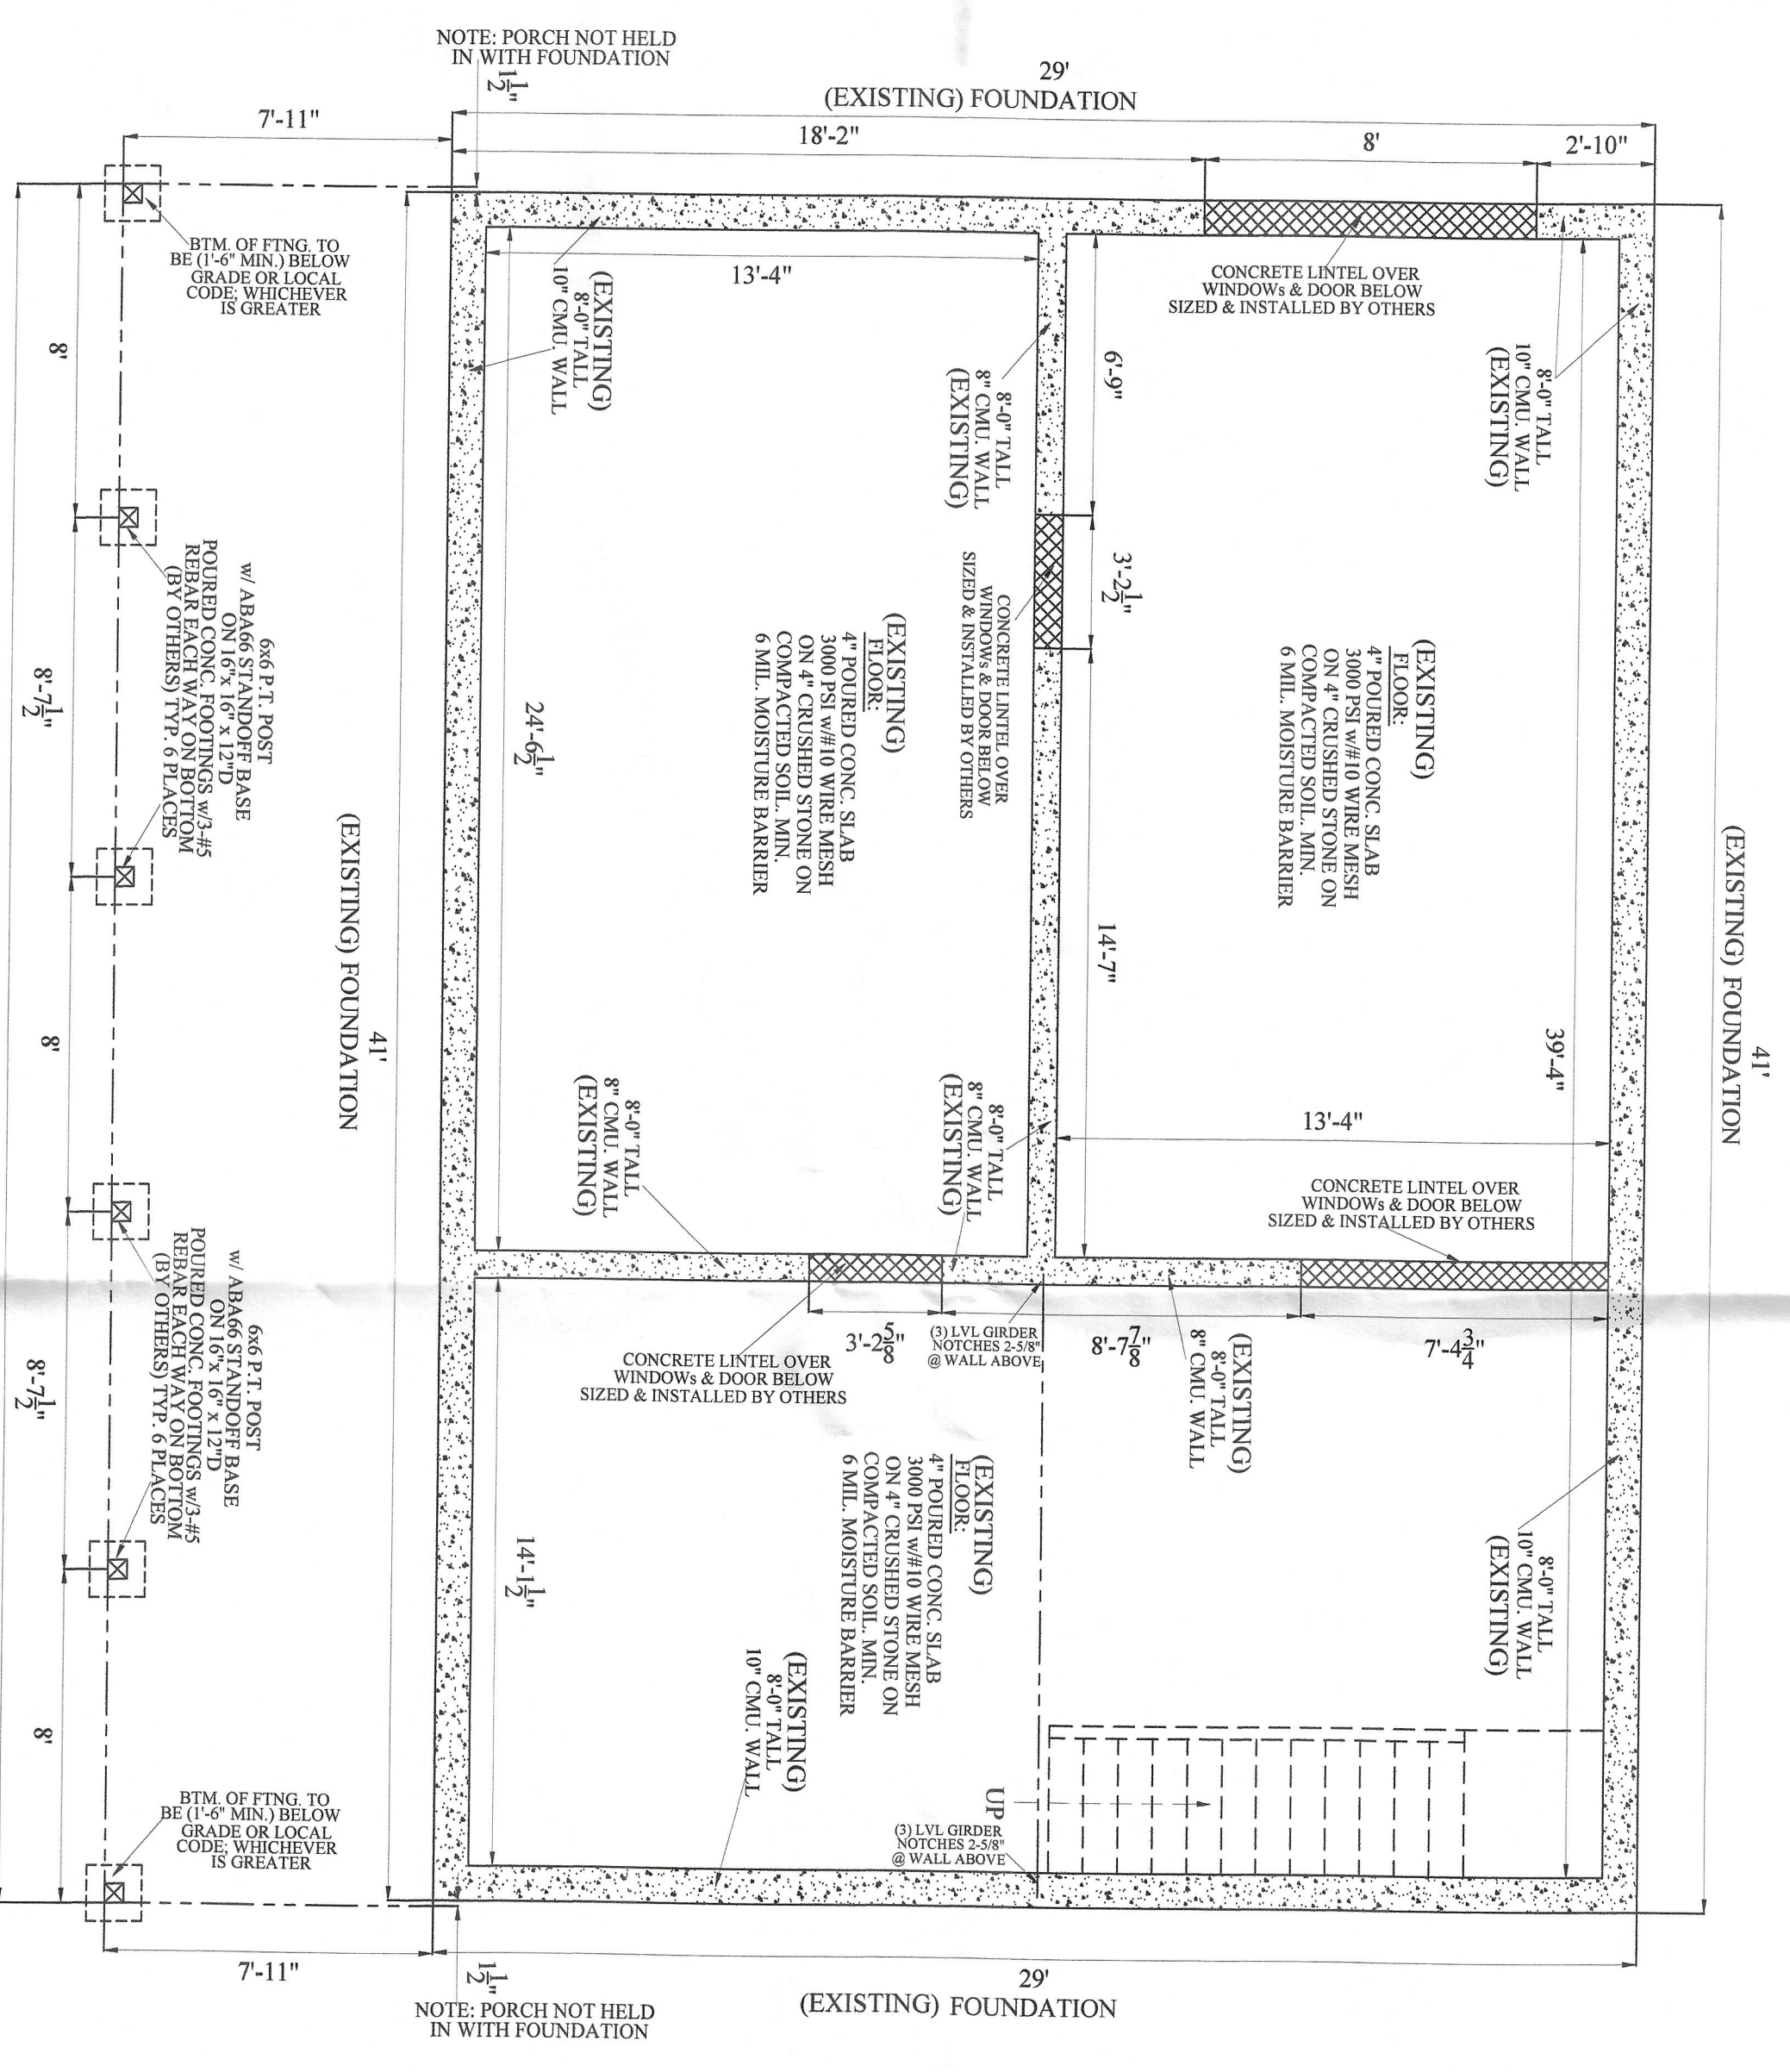 NOTE: PORCH NOT HELD
IN WITH FOUNDATION
1 1/2"
29'
(EXISTING) FOUNDATION
7'-11"
18'-2"
8'
2'-10"
BTM. OF FTNG. TO
BE (1'-6" MIN.) BELOW
GRADE OR LOCAL
CODE; WHICHEVER
IS GREATER
13'-4"
(EXISTING)
8'-0" TALL
10" CMU. WALL
CONCRETE LINTEL OVER
WINDOWs & DOOR BELOW
SIZED & INSTALLED BY OTHERS
8'-0" TALL
10" CMU. WALL
(EXISTING)
8'-0" TALL
8" CMU. WALL
(EXISTING)
6'-9"
8'
3'-2 1/2"
CONCRETE LINTEL OVER
WINDOWs & DOOR BELOW
SIZED & INSTALLED BY OTHERS
6x6 P.T. POST
w/ ABA66 STANDOFF BASE
ON 16"x 16" x 12"D
POURED CONC. FOOTINGS w/3-#5
REBAR EACH WAY ON BOTTOM
(BY OTHERS) TYP. 6 PLACES
8'-7 1/2"
(EXISTING)
FLOOR:
4" POURED CONC. SLAB
3000 PSI w/#10 WIRE MESH
ON 4" CRUSHED STONE ON
COMPACTED SOIL. MIN.
6 MIL. MOISTURE BARRIER
(EXISTING)
FLOOR:
4" POURED CONC. SLAB
3000 PSI w/#10 WIRE MESH
ON 4" CRUSHED STONE ON
COMPACTED SOIL. MIN.
6 MIL. MOISTURE BARRIER
24'-6 1/2"
14'-7"
41'
(EXISTING) FOUNDATION
41'
(EXISTING) FOUNDATION
39'-4"
8'
13'-4"
8'-0" TALL
8" CMU. WALL
(EXISTING)
8'-0" TALL
8" CMU. WALL
(EXISTING)
CONCRETE LINTEL OVER
WINDOWs & DOOR BELOW
SIZED & INSTALLED BY OTHERS
3'-2 5/8"
(3) LVL GIRDER
NOTCHES 2-5/8"
@ WALL ABOVE
8'-7 7/8"
7'-4 3/4"
CONCRETE LINTEL OVER
WINDOWs & DOOR BELOW
SIZED & INSTALLED BY OTHERS
(EXISTING)
8'-0" TALL
8" CMU. WALL
6x6 P.T. POST
w/ ABA66 STANDOFF BASE
ON 16"x 16" x 12"D
POURED CONC. FOOTINGS w/3-#5
REBAR EACH WAY ON BOTTOM
(BY OTHERS) TYP. 6 PLACES
8'-7 1/2"
(EXISTING)
FLOOR:
4" POURED CONC. SLAB
3000 PSI w/#10 WIRE MESH
ON 4" CRUSHED STONE ON
COMPACTED SOIL. MIN.
6 MIL. MOISTURE BARRIER
14'-1 1/2"
8'-0" TALL
10" CMU. WALL
(EXISTING)
(EXISTING)
8'-0" TALL
10" CMU. WALL
8'
UP
(3) LVL GIRDER
NOTCHES 2-5/8"
@ WALL ABOVE
BTM. OF FTNG. TO
BE (1'-6" MIN.) BELOW
GRADE OR LOCAL
CODE; WHICHEVER
IS GREATER
7'-11"
1 1/2"
29'
(EXISTING) FOUNDATION
NOTE: PORCH NOT HELD
IN WITH FOUNDATION